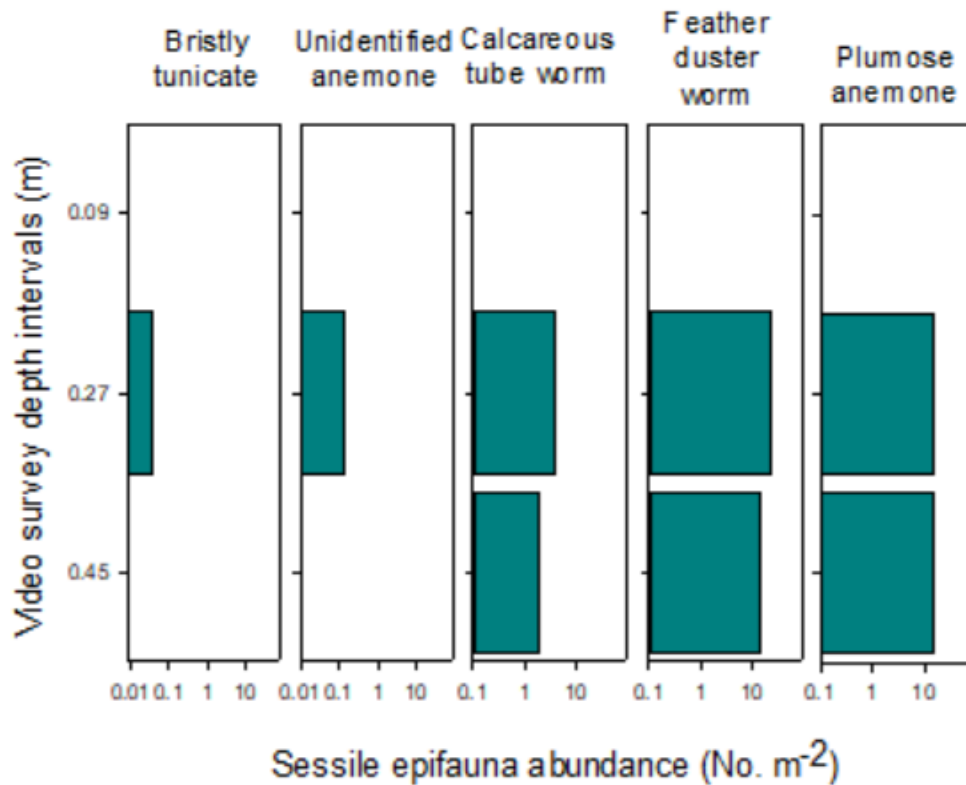 Bristly
tunicate
Unidentified
anemone
Calcareous
tube worm
Feather
duster
worm
Plumose
anemone
Video survey depth intervals (m)
0.09
0.27
0.45
0.01 0.1 1 10
0.01 0.1 1 10
0.1 1 10
0.1 1 10
0.1 1 10
Sessile epifauna abundance (No. m-2)